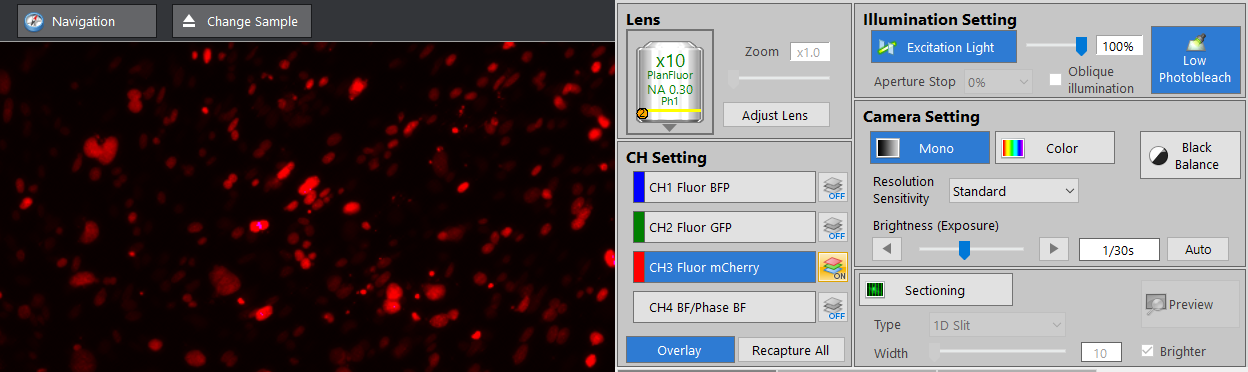 Navigation
Change Sample
Lens
x10
PlanFluor
NA 0.30
Ph1
2
Zoom
x1.0
Adjust Lens
CH Setting
CH1 Fluor BFP
OFF
CH2 Fluor GFP
OFF
CH3 Fluor mCherry
ON
CH4 BF/Phase BF
OFF
Overlay
Recapture All
Illumination Setting
Excitation Light
100%
Low
Photobleach
Aperture Stop
0%
Oblique
illumination
Camera Setting
Mono
Color
Black
Balance
Resolution
Sensitivity
Standard
Brightness (Exposure)
1/30s
Auto
Sectioning
Preview
Type
1D Slit
Width
10
Brighter